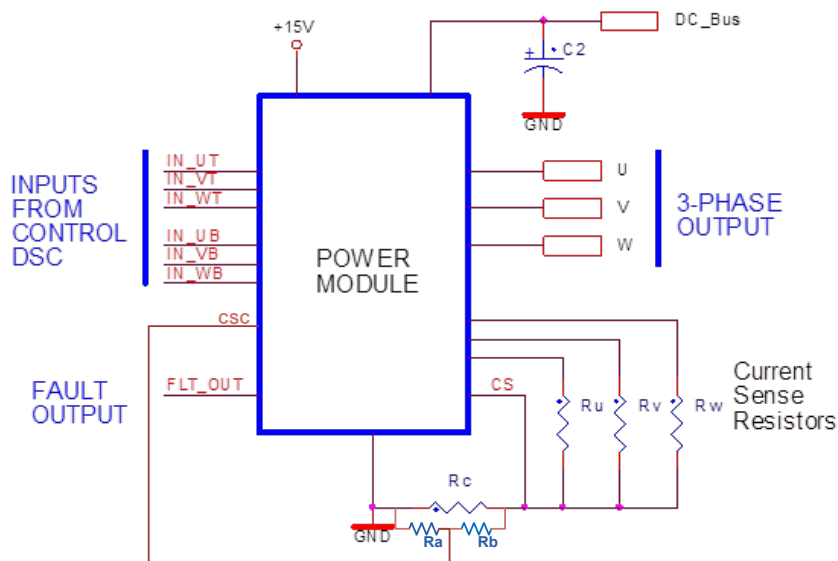 DC_Bus
+15V
+
C2
GND
INPUTS
FROM
CONTROL
DSC
IN_UT
IN_VT
IN_WT
IN_UB
IN_VB
IN_WB
U
V
W
3-PHASE
OUTPUT
POWER
MODULE
CSC
FAULT
OUTPUT
FLT_OUT
CS
Ru
Rv
Rw
Current
Sense
Resistors
Rc
GND
Ra
Rb